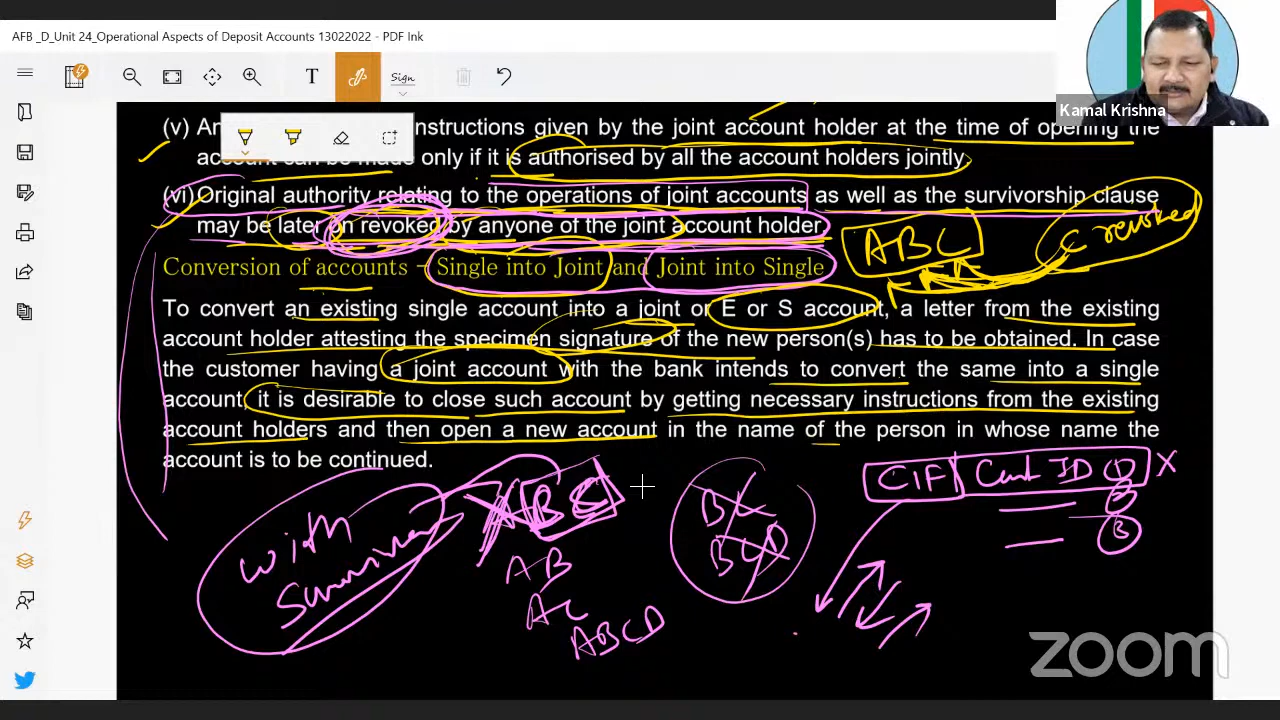 AFB _D_Unit 24_Operational Aspects of Deposit Accounts 13022022 - PDF Ink
T Sign
Kamal Krishna
(v) An nstructions given by the joint account holder at the time of opening the
account can be made only if it is authorised by all the account holders jointly.
(vi) Original authority relating to the operations of joint accounts as well as the survivorship clause
may be later on revoked by anyone of the joint account holder.
ABC C revoked
Conversion of accounts – Single into Joint and Joint into Single
To convert an existing single account into a joint or E or S account, a letter from the existing
account holder attesting the specimen signature of the new person(s) has to be obtained. In case
the customer having a joint account with the bank intends to convert the same into a single
account, it is desirable to close such account by getting necessary instructions from the existing
account holders and then open a new account in the name of the person in whose name the
account is to be continued.
CIF Cust ID X
with
B C
BC
BCD
B
AB
AC
ABCD
zoom